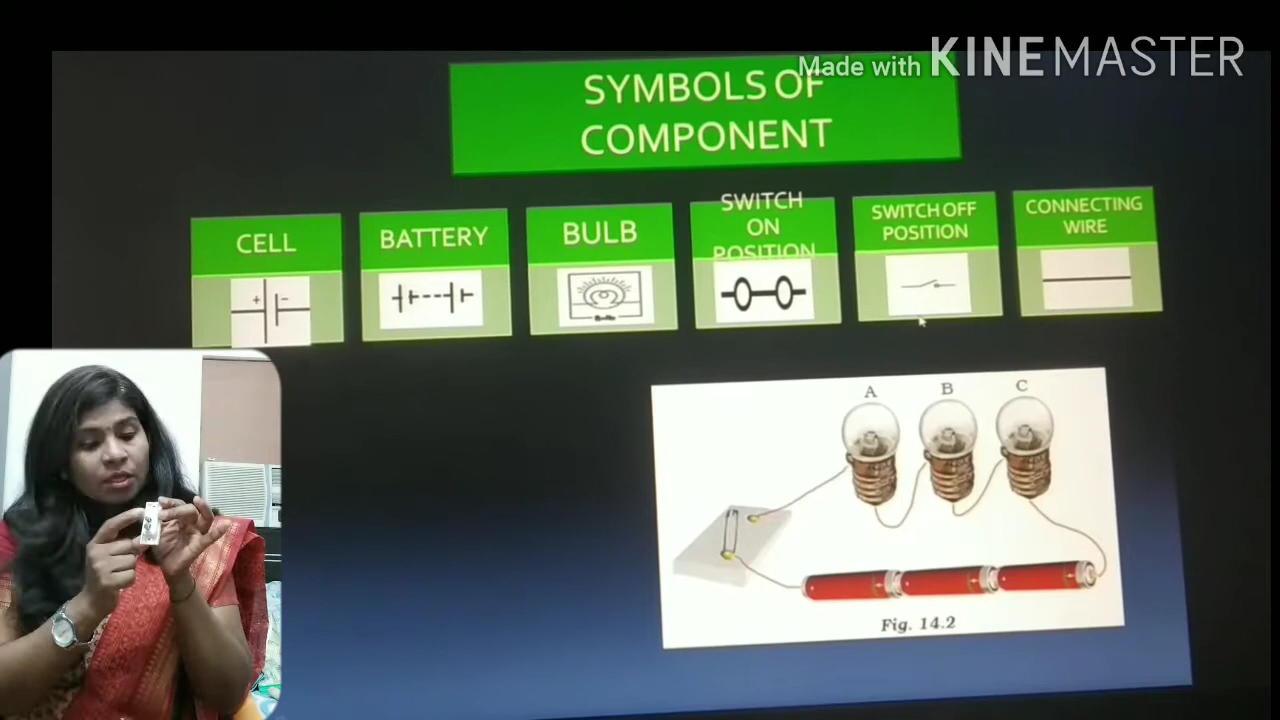 Made with KINEMASTER
SYMBOLS OF
COMPONENT
CELL
BATTERY
BULB
SWITCH
ON
POSITION
SWITCH OFF
POSITION
CONNECTING
WIRE
+ -
A B C
Fig. 14.2